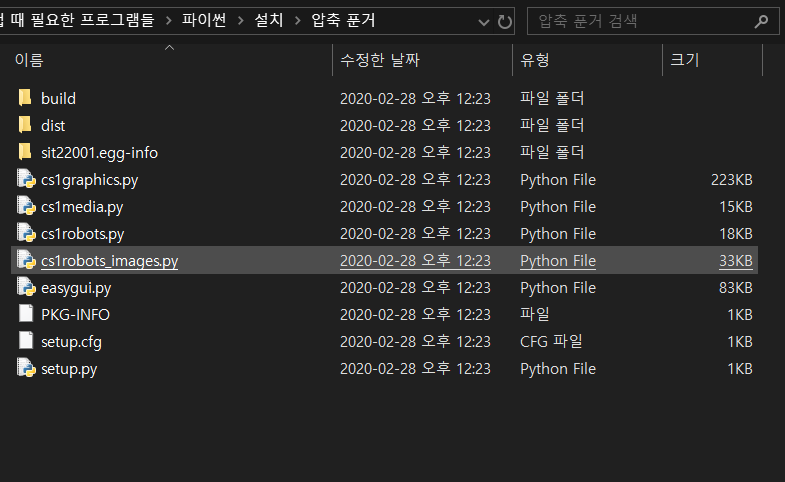 때 필요한 프로그램들 > 파이썬 > 설치 > 압축 푼거
압축 푼거 검색
이름 수정한 날짜 유형 크기
build 2020-02-28 오후 12:23 파일 폴더
dist 2020-02-28 오후 12:23 파일 폴더
sit22001.egg-info 2020-02-28 오후 12:23 파일 폴더
cs1graphics.py 2020-02-28 오후 12:23 Python File 223KB
cs1media.py 2020-02-28 오후 12:23 Python File 15KB
cs1robots.py 2020-02-28 오후 12:23 Python File 18KB
cs1robots_images.py 2020-02-28 오후 12:23 Python File 33KB
easygui.py 2020-02-28 오후 12:23 Python File 83KB
PKG-INFO 2020-02-28 오후 12:23 파일 1KB
setup.cfg 2020-02-28 오후 12:23 CFG 파일 1KB
setup.py 2020-02-28 오후 12:23 Python File 1KB